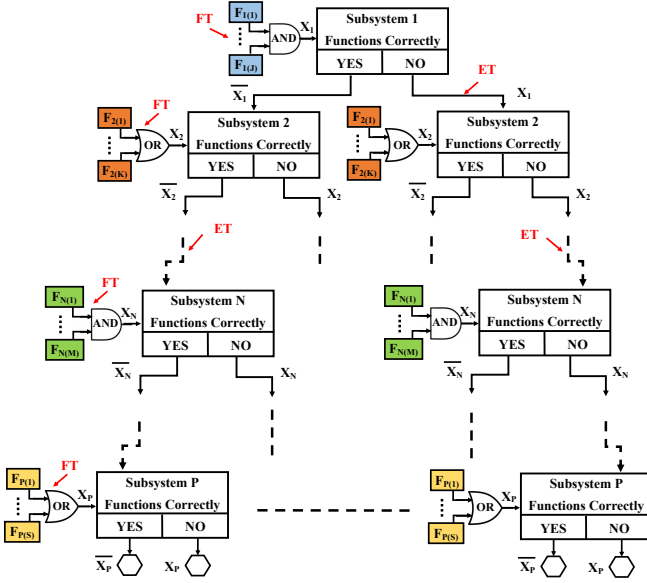 FT
F1(1)
F1(J)
AND
X1
Subsystem 1
Functions Correctly
YES NO
ET
X̅1
X1
FT
F2(1)
F2(K)
OR
X2
Subsystem 2
Functions Correctly
YES NO
F2(1)
F2(K)
OR
X2
Subsystem 2
Functions Correctly
YES NO
X̅2
X2
X̅2
X2
ET
ET
FT
FN(1)
FN(M)
AND
XN
Subsystem N
Functions Correctly
YES NO
FN(1)
FN(M)
AND
XN
Subsystem N
Functions Correctly
YES NO
X̅N
XN
X̅N
XN
FT
FP(1)
FP(S)
OR
XP
Subsystem P
Functions Correctly
YES NO
FP(1)
FP(S)
OR
XP
Subsystem P
Functions Correctly
YES NO
X̅P
XP
X̅P
XP